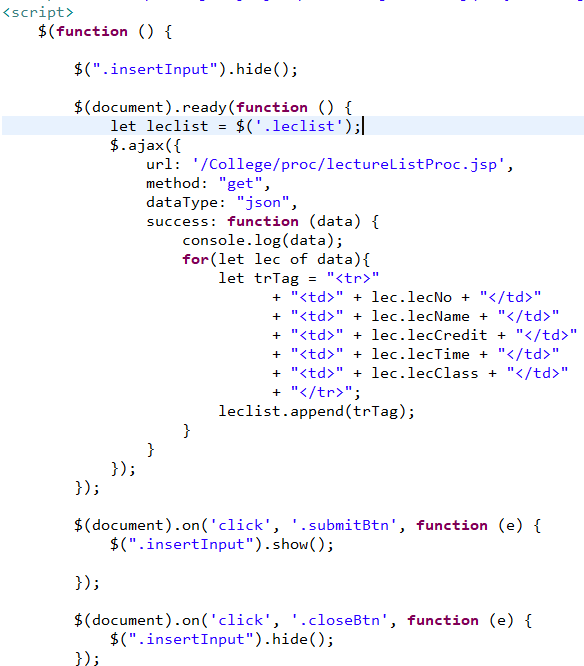 <script>
$(function () {
$(".insertInput").hide();
$(document).ready(function () {
let leclist = $('.leclist');
$.ajax({
url: '/College/proc/lectureListProc.jsp',
method: "get",
dataType: "json",
success: function (data) {
console.log(data);
for(let lec of data){
let trTag = "<tr>"
+ "<td>" + lec.lecNo + "</td>"
+ "<td>" + lec.lecName + "</td>"
+ "<td>" + lec.lecCredit + "</td>"
+ "<td>" + lec.lecTime + "</td>"
+ "<td>" + lec.lecClass + "</td>"
+ "</tr>";
leclist.append(trTag);
}
}
});
});
$(document).on('click', '.submitBtn', function (e) {
$(".insertInput").show();
});
$(document).on('click', '.closeBtn', function (e) {
$(".insertInput").hide();
});